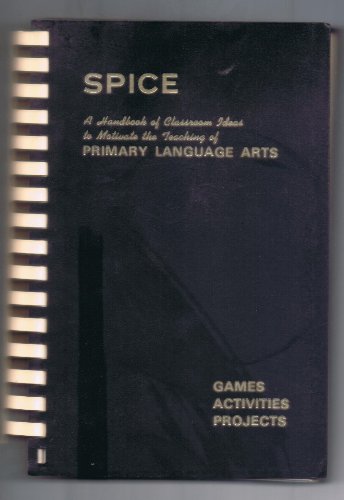 SPICE
A Handbook of Classroom Ideas
to Motivate the Teaching of
PRIMARY LANGUAGE ARTS
GAMES
ACTIVITIES
PROJECTS